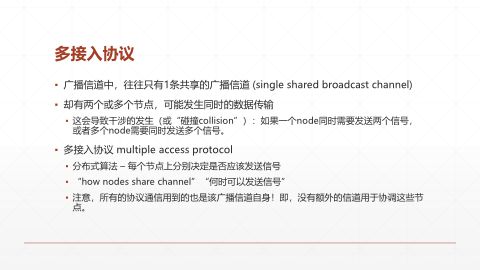 多接入协议
广播信道中，往往只有1条共享的广播信道 (single shared broadcast channel)
却有两个或多个节点，可能发生同时的数据传输
这会导致干涉的发生（或“碰撞collision”）：如果一个node同时需要发送两个信号，
或者多个node需要同时发送多个信号。
多接入协议 multiple access protocol
分布式算法 – 每个节点上分别决定是否应该发送信号
“how nodes share channel” “何时可以发送信号”
注意，所有的协议通信用到的也是该广播信道自身！即，没有额外的信道用于协调这些节
点。